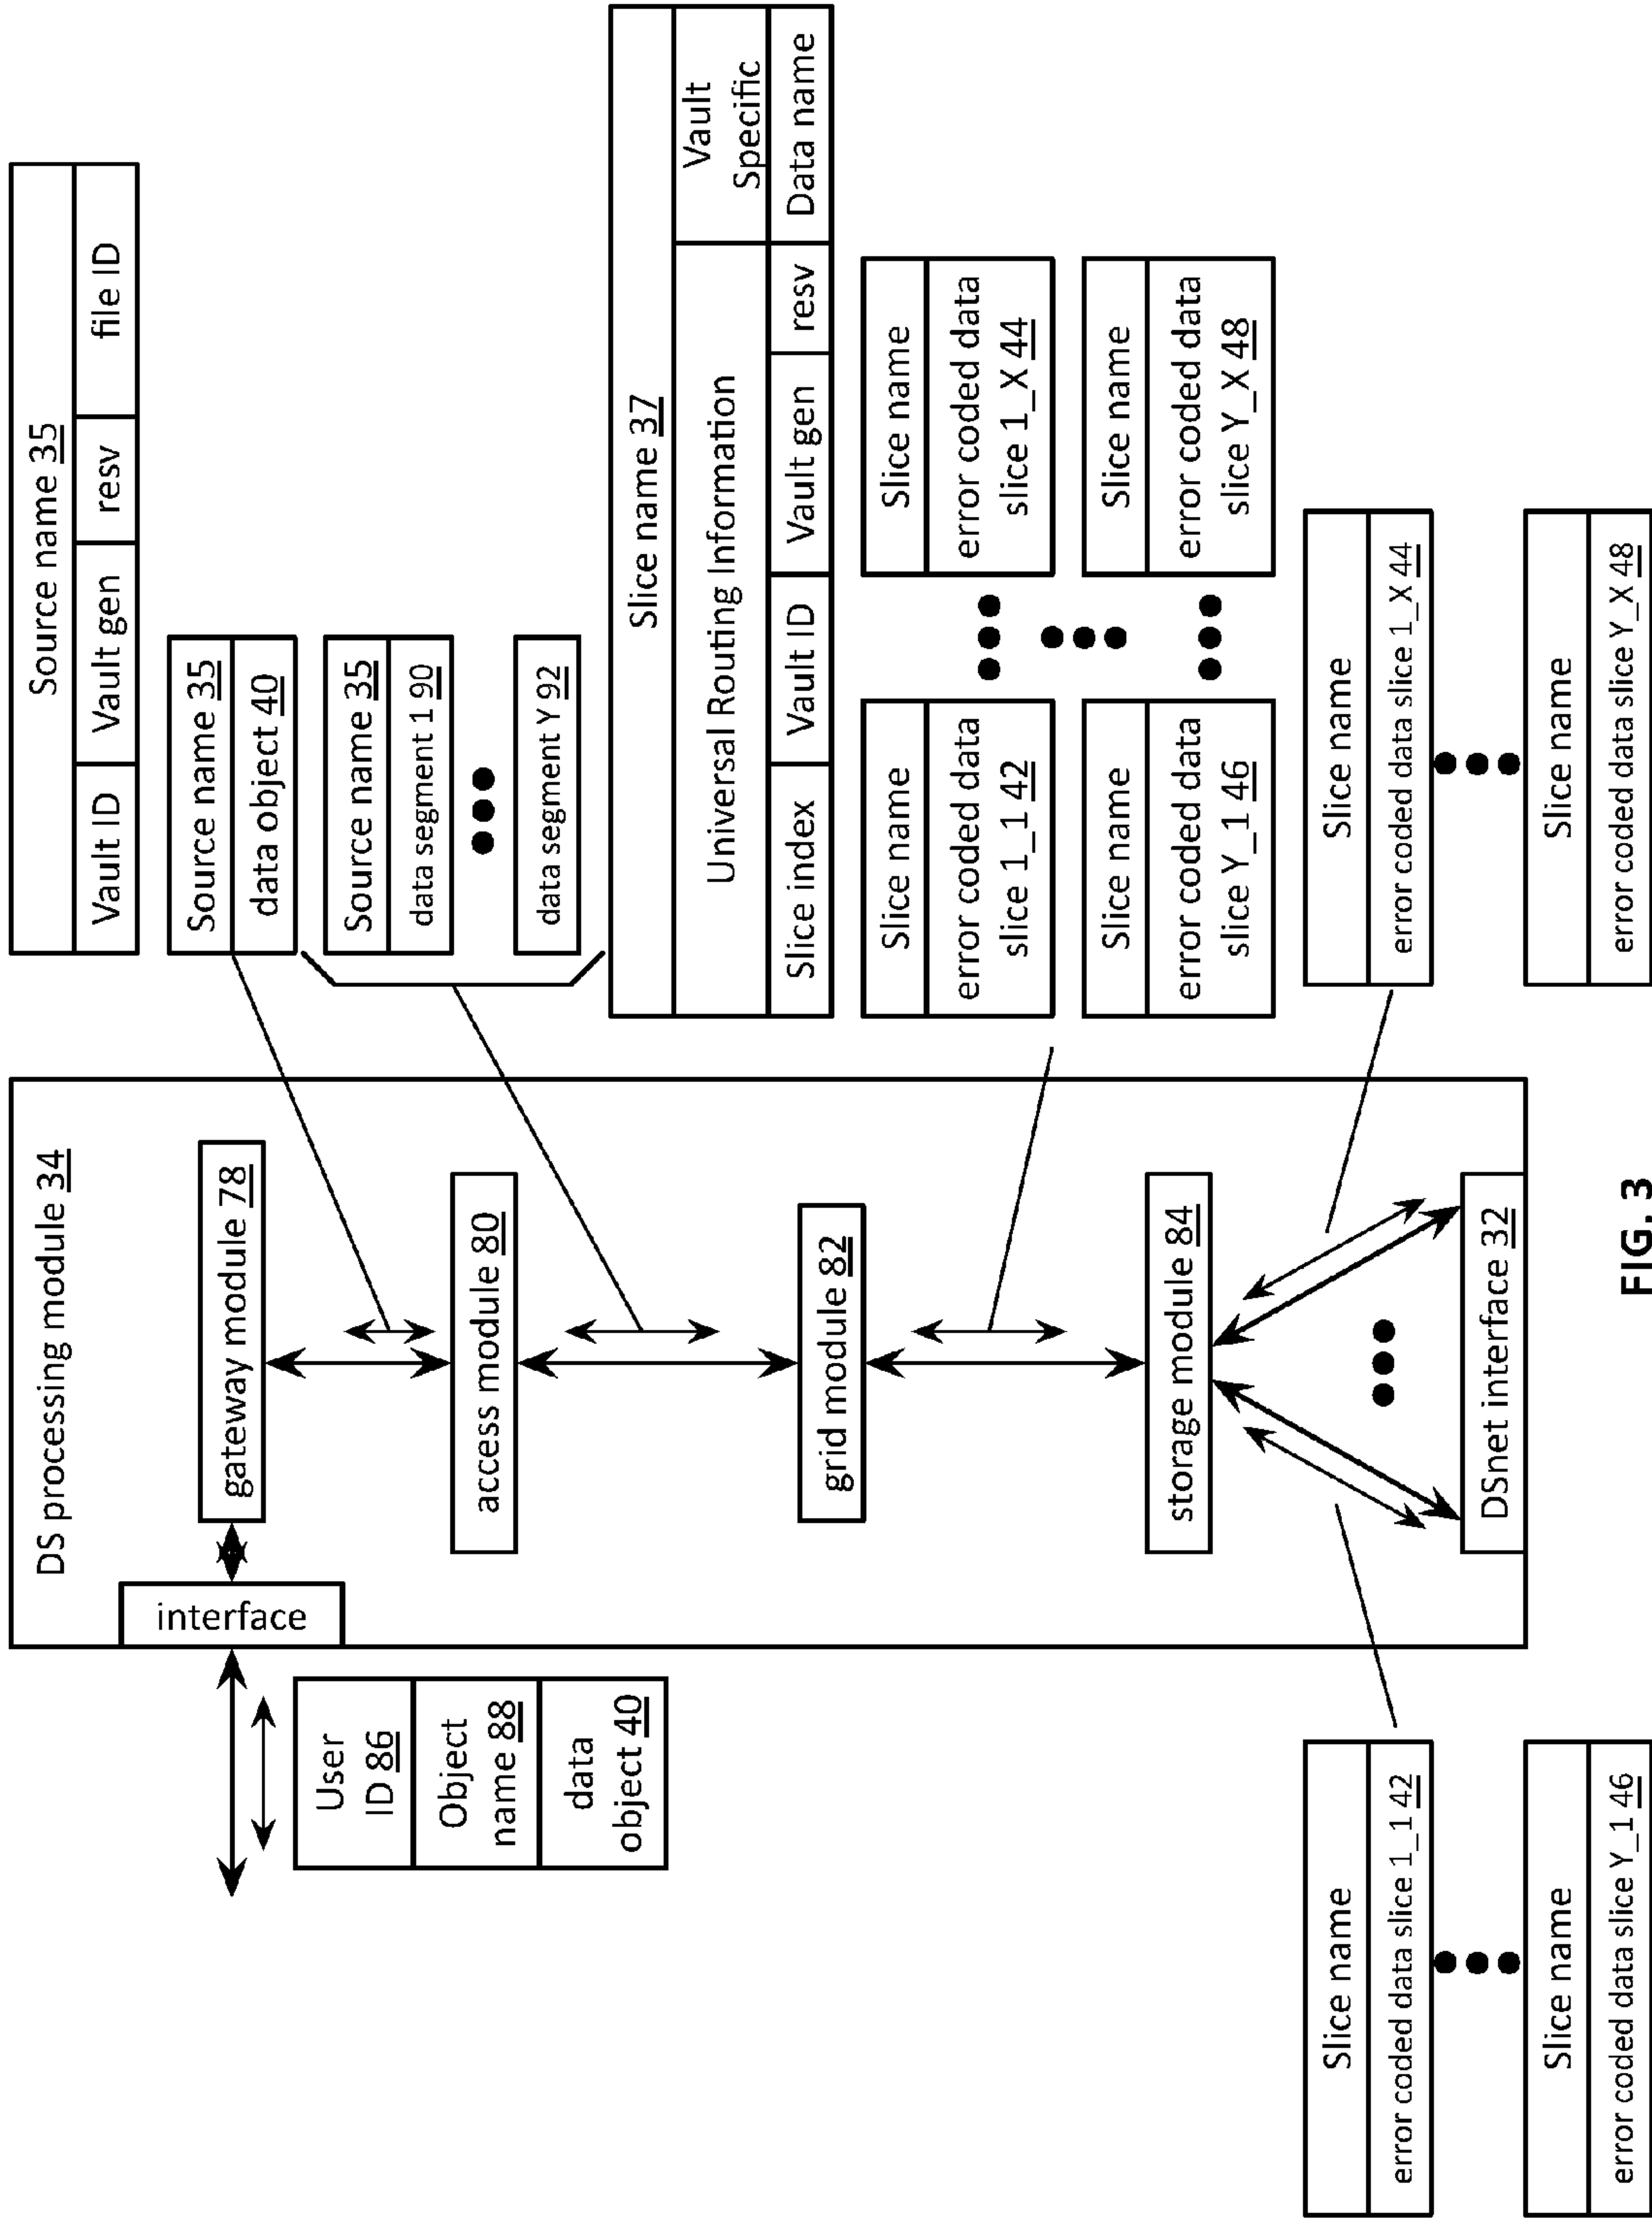 DS processing module 34
interface
gateway module 78
access module 80
grid module 82
storage module 84
DSnet interface 32
User
ID 86
Object
name 88
data
object 40
Source name 35
Vault ID
Vault gen
resv
file ID
Source name 35
data object 40
Source name 35
data segment 1 90
data segment Y 92
Slice name 37
Universal Routing Information
Vault
Specific
Slice index
Vault ID
Vault gen
resv
Data name
Slice name
error coded data
slice 1_1 42
Slice name
error coded data
slice 1_X 44
Slice name
error coded data
slice Y_1 46
Slice name
error coded data
slice Y_X 48
Slice name
error coded data slice 1_1 42
Slice name
error coded data slice Y_1 46
Slice name
error coded data slice 1_X 44
Slice name
error coded data slice Y_X 48
FIG. 3